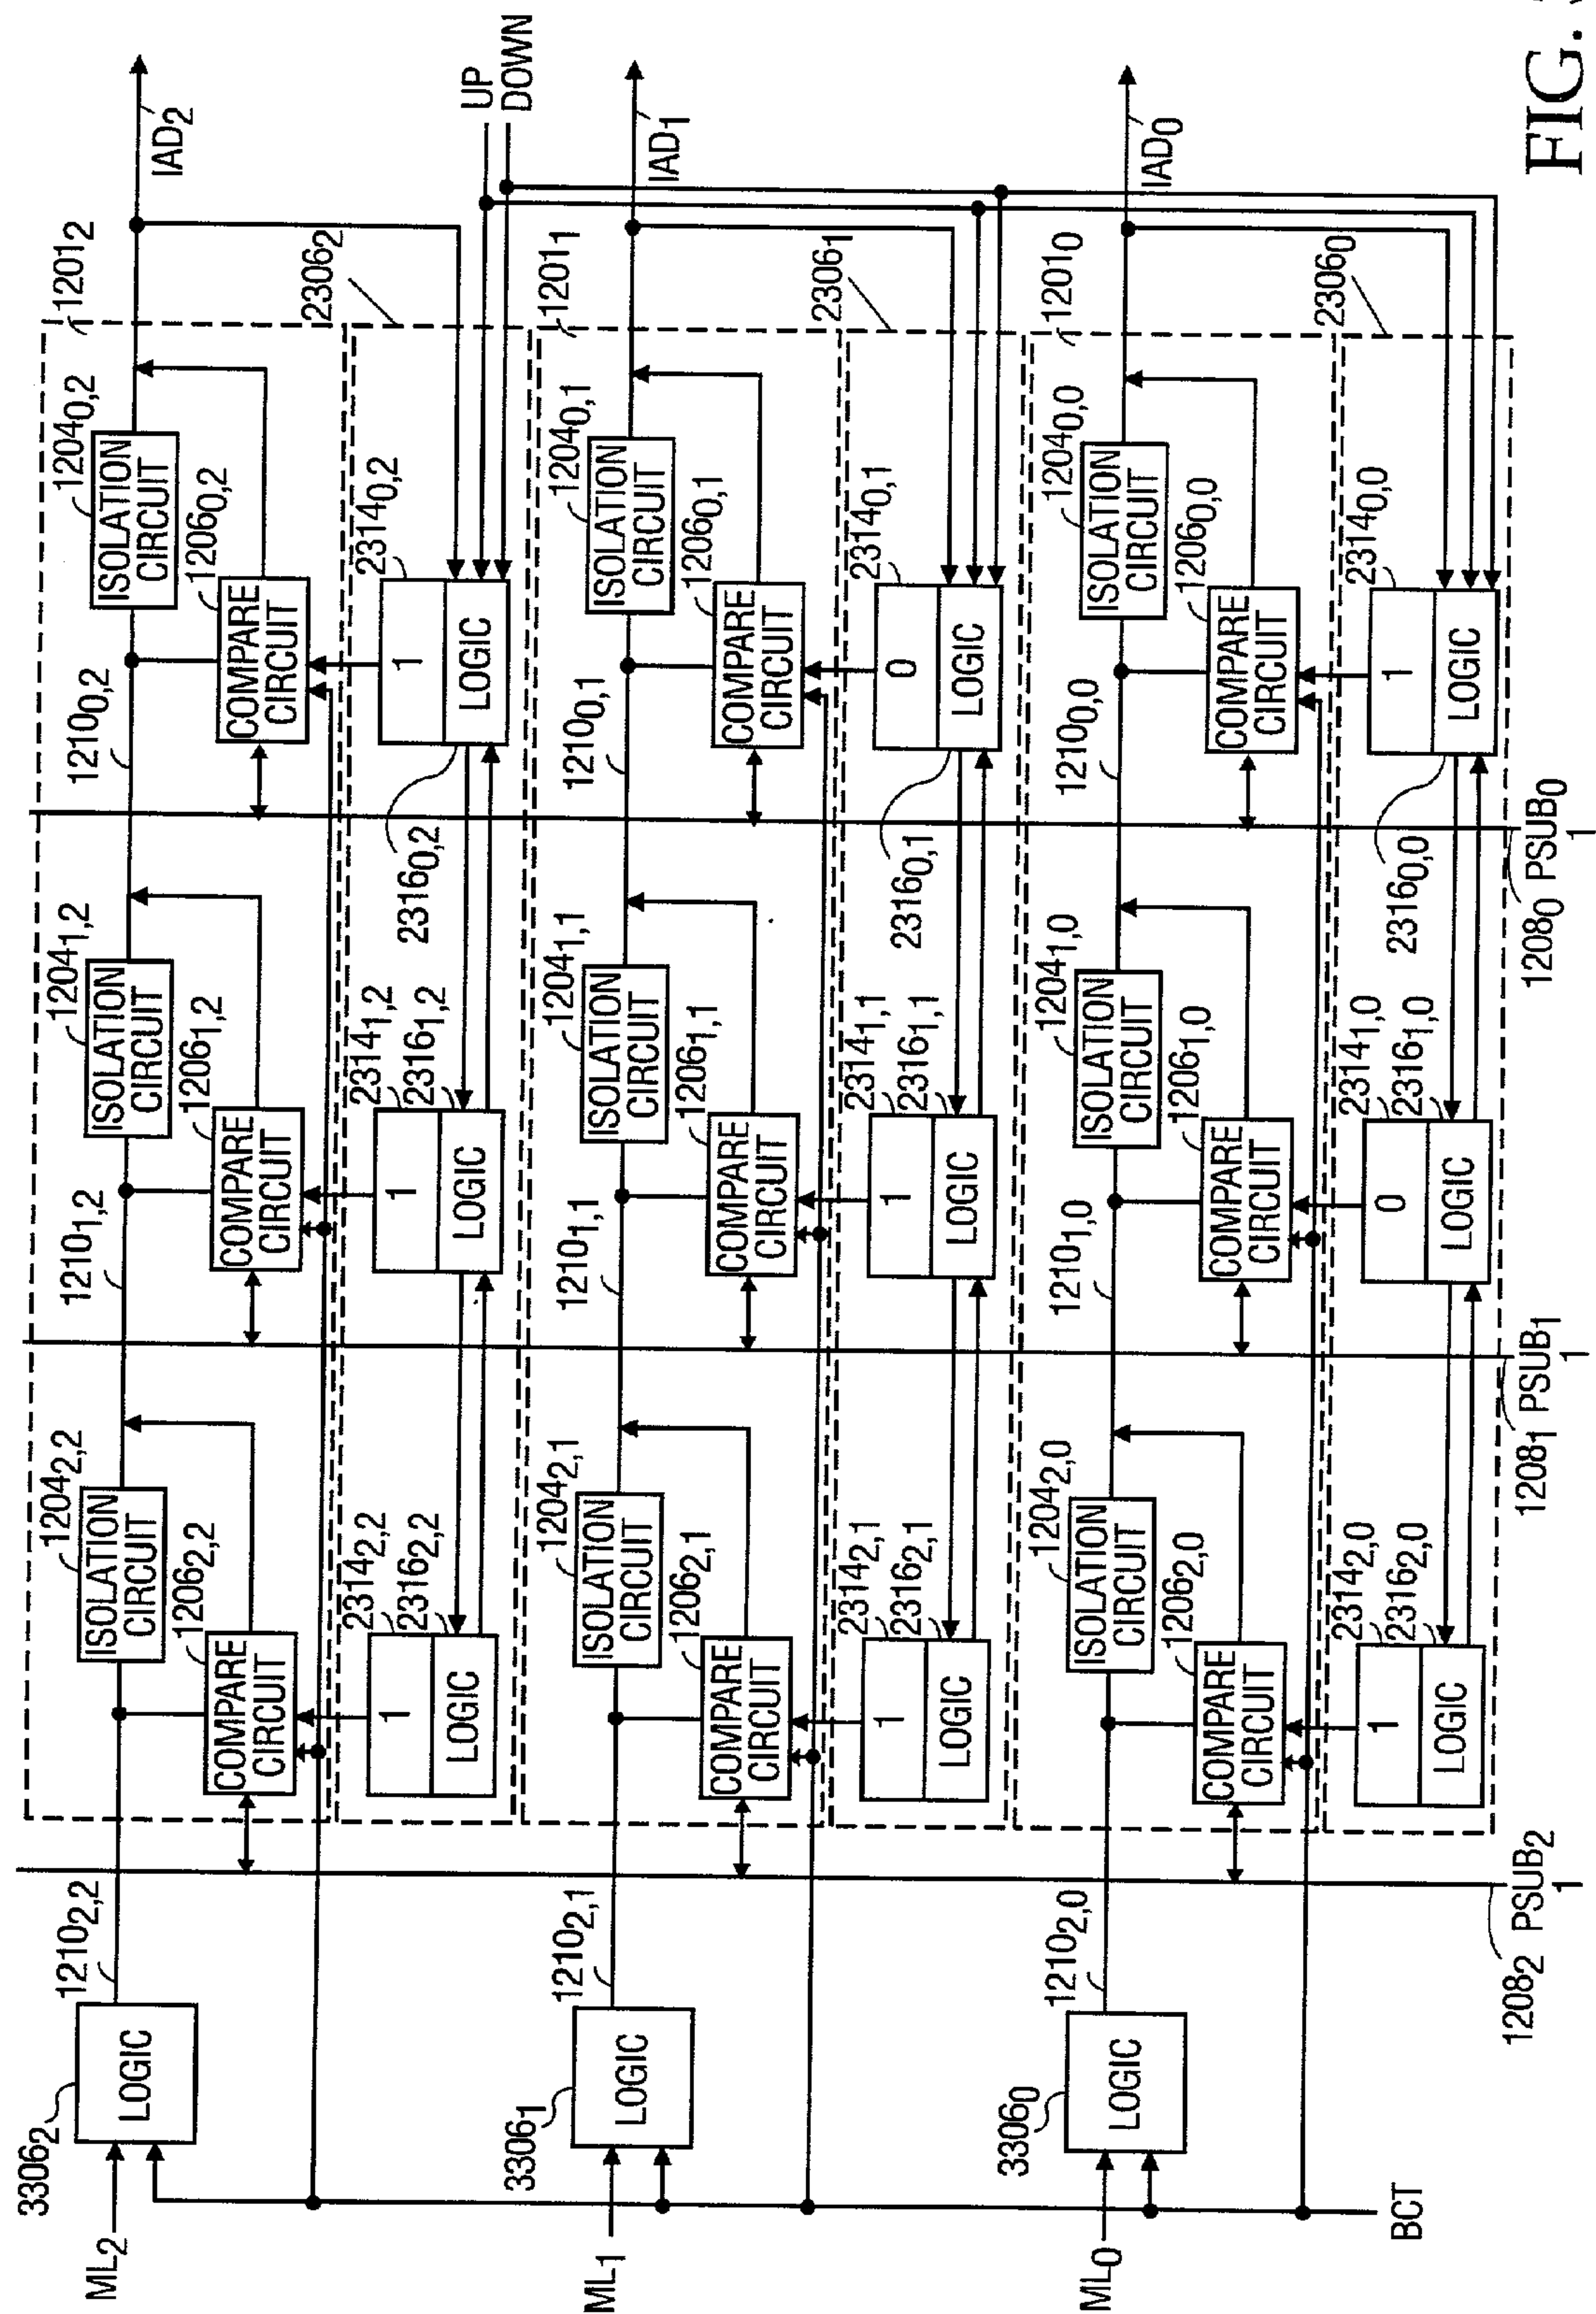 ML₂
3306₂
LOGIC
1210₂,₂
1204₂,₂
ISOLATION
CIRCUIT
1206₂,₂
COMPARE
CIRCUIT
1210₁,₂
1204₁,₂
ISOLATION
CIRCUIT
1206₁,₂
COMPARE
CIRCUIT
1210₀,₂
1204₀,₂
ISOLATION
CIRCUIT
1206₀,₂
COMPARE
CIRCUIT
1201₂
IAD₂
2314₂,₂
2316₂,₂
1
LOGIC
2314₁,₂
2316₁,₂
1
LOGIC
2316₀,₂
2314₀,₂
1
LOGIC
2306₂
UP
DOWN
ML₁
3306₁
LOGIC
1210₂,₁
1204₂,₁
ISOLATION
CIRCUIT
1206₂,₁
COMPARE
CIRCUIT
1210₁,₁
1204₁,₁
ISOLATION
CIRCUIT
1206₁,₁
COMPARE
CIRCUIT
1210₀,₁
1204₀,₁
ISOLATION
CIRCUIT
1206₀,₁
COMPARE
CIRCUIT
1201₁
IAD₁
2314₂,₁
2316₂,₁
1
LOGIC
2314₁,₁
2316₁,₁
1
LOGIC
2316₀,₁
2314₀,₁
0
LOGIC
2306₁
ML₀
3306₀
LOGIC
1210₂,₀
1204₂,₀
ISOLATION
CIRCUIT
1206₂,₀
COMPARE
CIRCUIT
1210₁,₀
1204₁,₀
ISOLATION
CIRCUIT
1206₁,₀
COMPARE
CIRCUIT
1210₀,₀
1204₀,₀
ISOLATION
CIRCUIT
1206₀,₀
COMPARE
CIRCUIT
1201₀
IAD₀
2314₂,₀
2316₂,₀
1
LOGIC
2314₁,₀
2316₁,₀
0
LOGIC
2316₀,₀
2314₀,₀
1
LOGIC
2306₀
BCT
1208₂ PSUB₂
1
1208₁ PSUB₁
1
1208₀ PSUB₀
1
FIG.